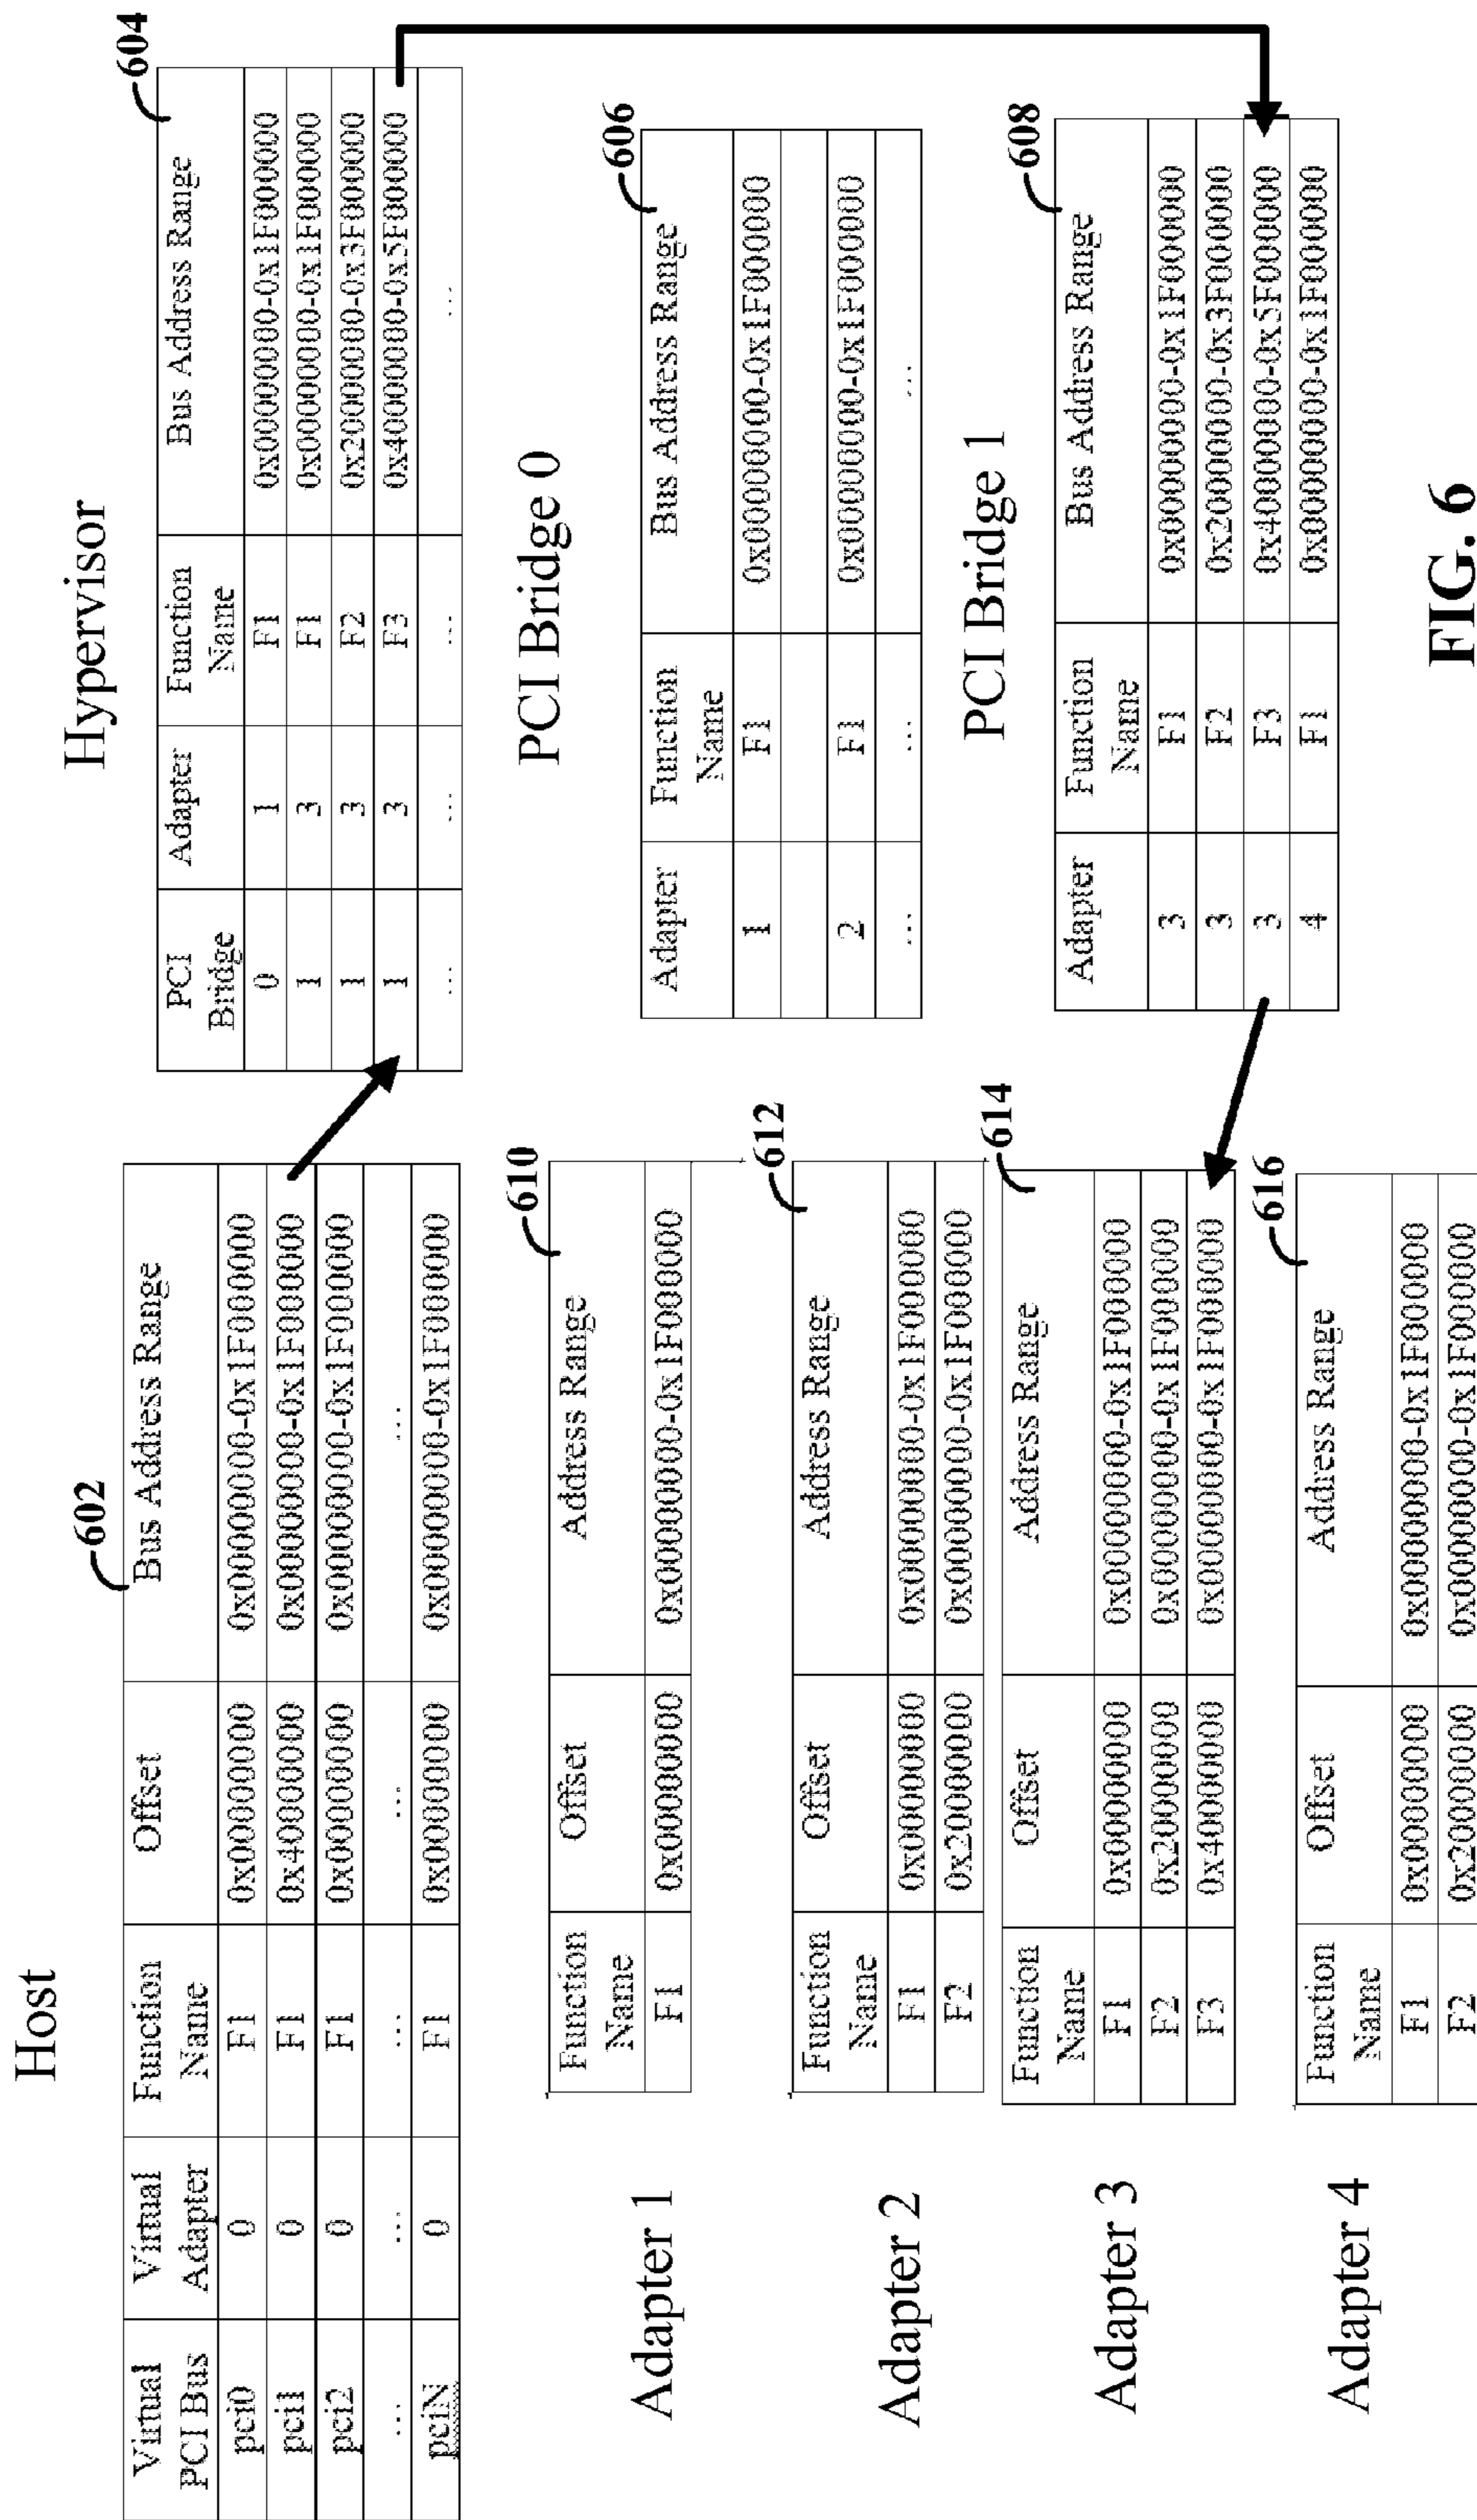 Host
602
Virtual PCI Bus Virtual Adapter Function Name Offset Bus Address Range
pci0 0 F1 0x00000000 0x00000000-0x1F000000
pci1 0 F1 0x40000000 0x00000000-0x1F000000
pci2 0 F1 0x00000000 0x00000000-0x1F000000
... ... ... ... ...
pciN 0 F1 0x00000000 0x00000000-0x1F000000
Hypervisor
604
PCI Bridge Adapter Function Name Bus Address Range
0 1 F1 0x00000000-0x1F000000
1 3 F1 0x00000000-0x1F000000
1 3 F2 0x20000000-0x3F000000
1 3 F3 0x40000000-0x5F000000
... ... ... ...
PCI Bridge 0
606
Adapter Function Name Bus Address Range
1 F1 0x00000000-0x1F000000
2 F1 0x00000000-0x1F000000
... ... ...
PCI Bridge 1
608
Adapter Function Name Bus Address Range
3 F1 0x00000000-0x1F000000
3 F2 0x20000000-0x3F000000
3 F3 0x40000000-0x5F000000
4 F1 0x00000000-0x1F000000
Adapter 1
610
Function Name Offset Address Range
F1 0x00000000 0x00000000-0x1F000000
Adapter 2
612
Function Name Offset Address Range
F1 0x00000000 0x00000000-0x1F000000
F2 0x20000000 0x00000000-0x1F000000
Adapter 3
614
Function Name Offset Address Range
F1 0x00000000 0x00000000-0x1F000000
F2 0x20000000 0x00000000-0x1F000000
F3 0x40000000 0x00000000-0x1F000000
Adapter 4
616
Function Name Offset Address Range
F1 0x00000000 0x00000000-0x1F000000
F2 0x20000000 0x00000000-0x1F000000
FIG. 6